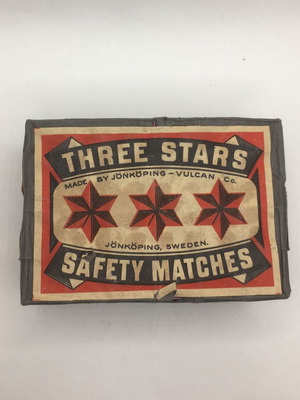 THREE STARS
MADE BY JÖNKÖPING-VULCAN Co.
JÖNKÖPING, SWEDEN.
SAFETY MATCHES